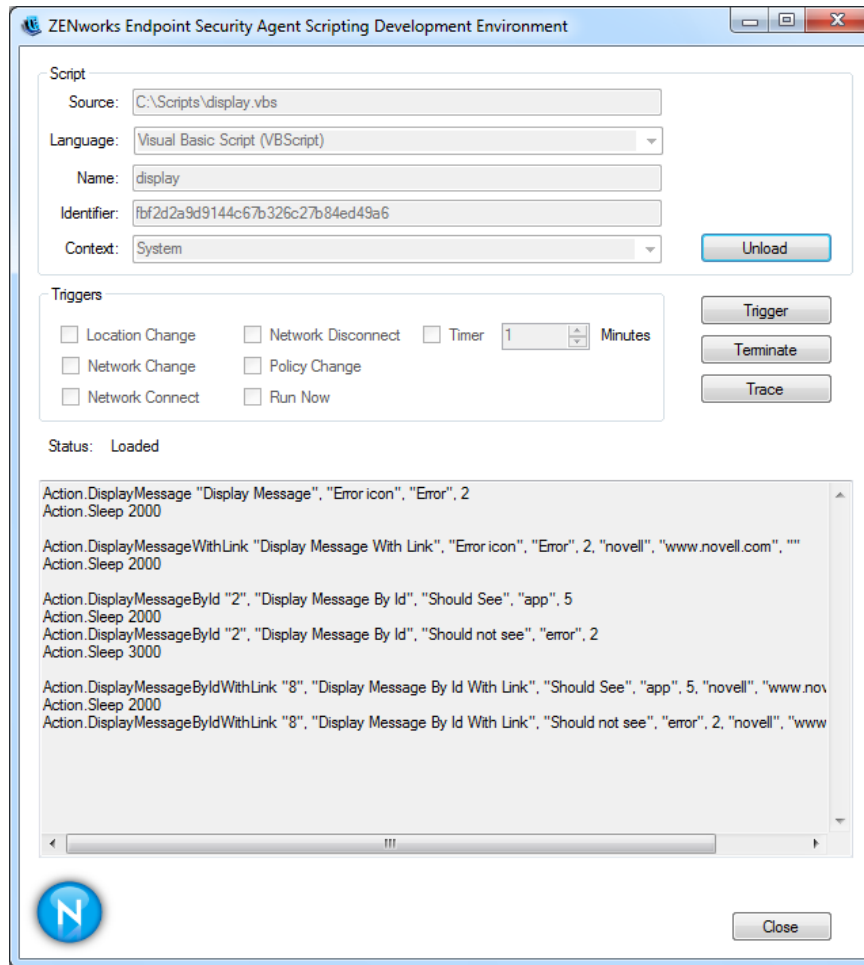 ZENworks Endpoint Security Agent Scripting Development Environment
Script
Source: C:\Scripts\display.vbs
Language: Visual Basic Script (VBScript)
Name: display
Identifier: fbf2d2a9d9144c67b326c27b84ed49a6
Context: System
Unload
Triggers
Trigger
Location Change Network Disconnect Timer 1 Minutes
Terminate
Network Change Policy Change
Trace
Network Connect Run Now
Status: Loaded
Action.DisplayMessage "Display Message", "Error icon", "Error", 2
Action.Sleep 2000
Action.DisplayMessageWithLink "Display Message With Link", "Error icon", "Error", 2, "novell", "www.novell.com", ""
Action.Sleep 2000
Action.DisplayMessageById "2", "Display Message By Id", "Should See", "app", 5
Action.Sleep 2000
Action.DisplayMessageById "2", "Display Message By Id", "Should not see", "error", 2
Action.Sleep 3000
Action.DisplayMessageByIdWithLink "8", "Display Message By Id With Link", "Should See", "app", 5, "novell", "www.nov
Action.Sleep 2000
Action.DisplayMessageByIdWithLink "8", "Display Message By Id With Link", "Should not see", "error", 2, "novell", "www
N
Close